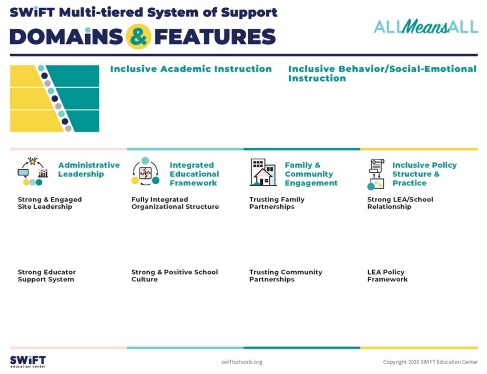 SWiFT Multi-tiered System of Support
DOMAiNS & FEATURES
ALL Means ALL
Inclusive Academic Instruction
Inclusive Behavior/Social-Emotional
Instruction
Administrative
Leadership
Strong & Engaged
Site Leadership
Strong Educator
Support System
Integrated
Educational
Framework
Fully Integrated
Organizational Structure
Strong & Positive School
Culture
Family &
Community
Engagement
Trusting Family
Partnerships
Trusting Community
Partnerships
Inclusive Policy
Structure &
Practice
Strong LEA/School
Relationship
LEA Policy
Framework
SWiFT
education center
swiftschools.org
Copyright 2020 SWIFT Education Center